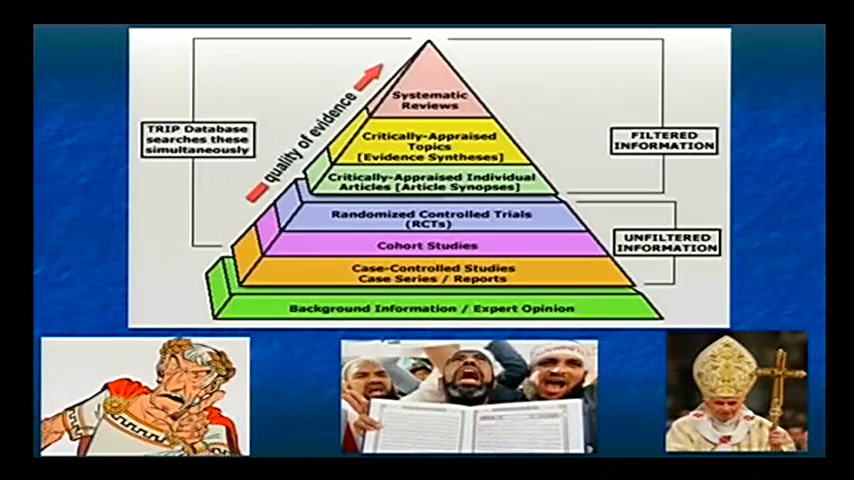 Systematic
Reviews
quality of evidence
TRIP Database
searches these
simultaneously
Critically-Appraised
Topics
[Evidence Syntheses]
FILTERED
INFORMATION
Critically-Appraised Individual
Articles [Article Synopses]
Randomized Controlled Trials
(RCTs)
UNFILTERED
INFORMATION
Cohort Studies
Case-Controlled Studies
Case Series / Reports
Background Information / Expert Opinion